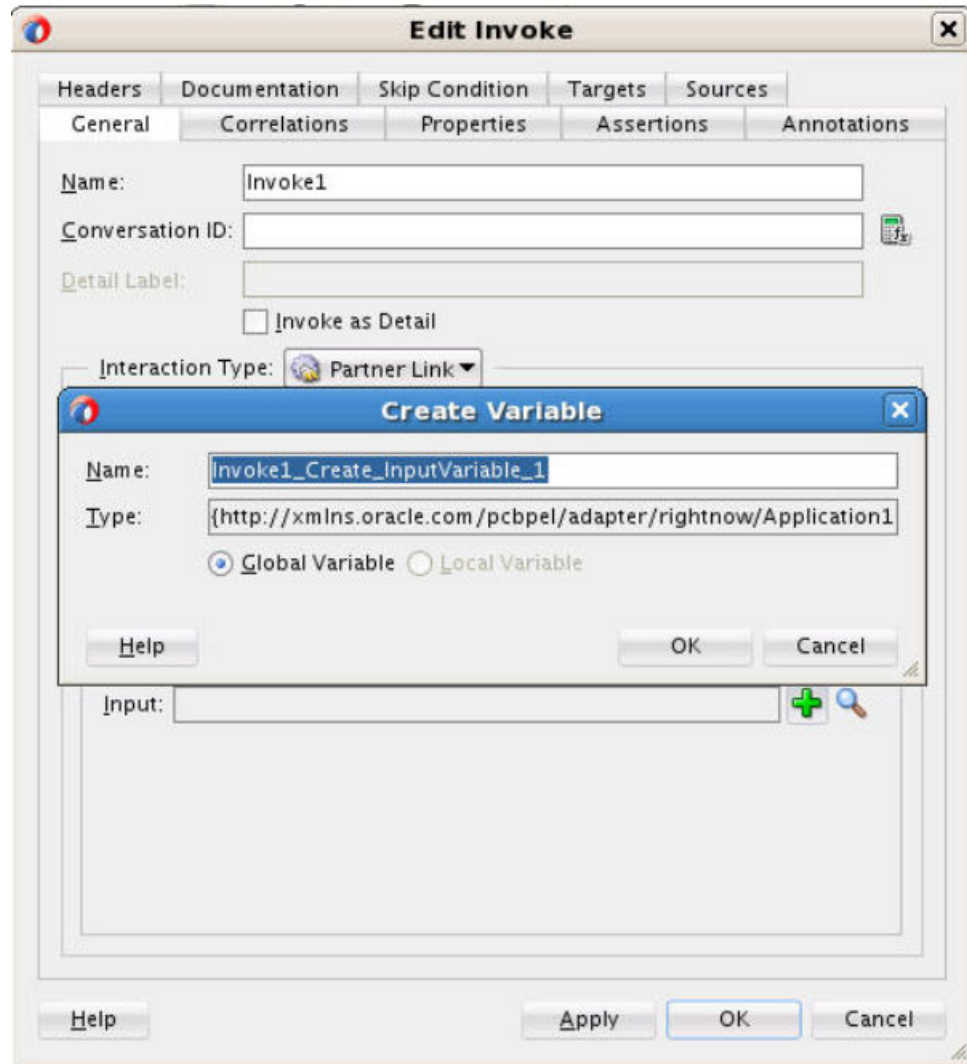 Edit Invoke
Headers Documentation Skip Condition Targets Sources
General Correlations Properties Assertions Annotations
Name: Invoke1
Conversation ID:
Detail Label:
Invoke as Detail
Interaction Type: Partner Link
Create Variable
Name: Invoke1_Create_InputVariable_1
Type: {http://xmlns.oracle.com/pcbpel/adapter/rightnow/Application1
Global Variable Local Variable
Help OK Cancel
Input:
Help Apply OK Cancel